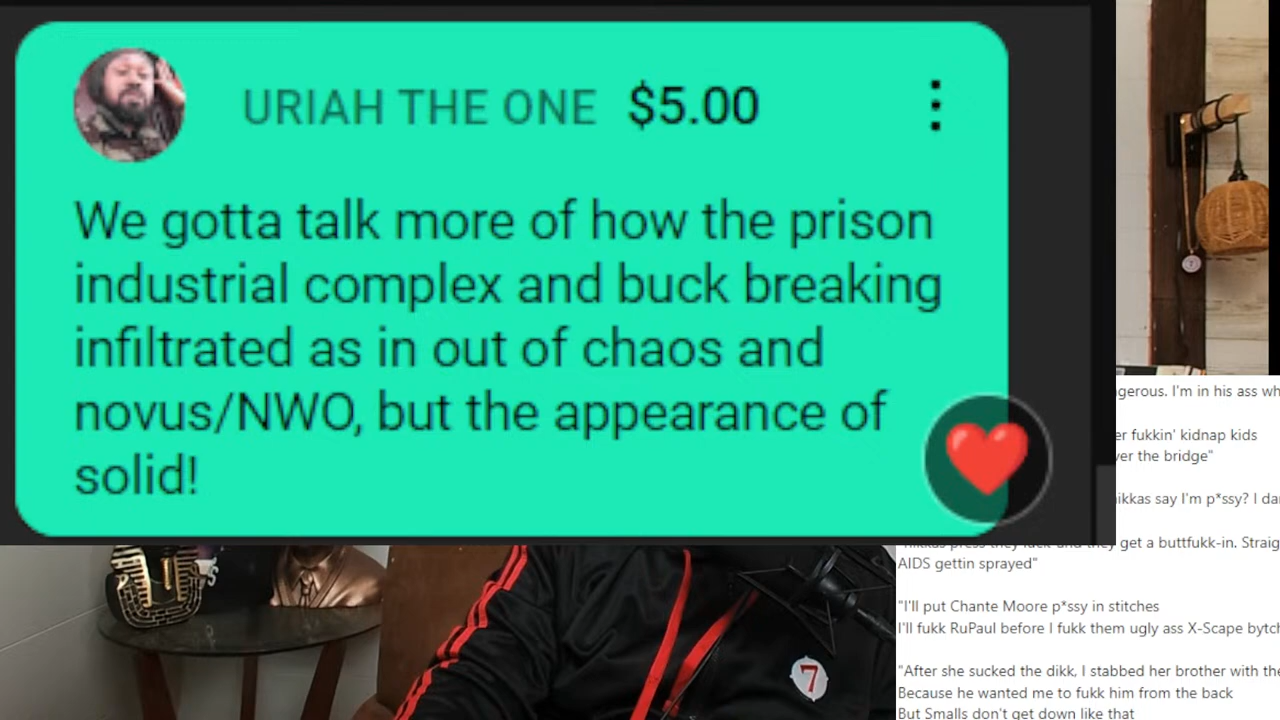 URIAH THE ONE $5.00
We gotta talk more of how the prison
industrial complex and buck breaking
infiltrated as in out of chaos and
novus/NWO, but the appearance of
solid!
I'm in his ass
fukkin' kidnap kids
the bridge"
say I'm p*ssy? I
get a buttfukk-in.
AIDS gettin sprayed"
"I'll put Chante Moore p*ssy in stitches
I'll fukk RuPaul before I fukk them ugly ass X-Scape
"After she sucked the dikk, I stabbed her brother with the
Because he wanted me to fukk him from the back
But Smalls don't get down like that
7